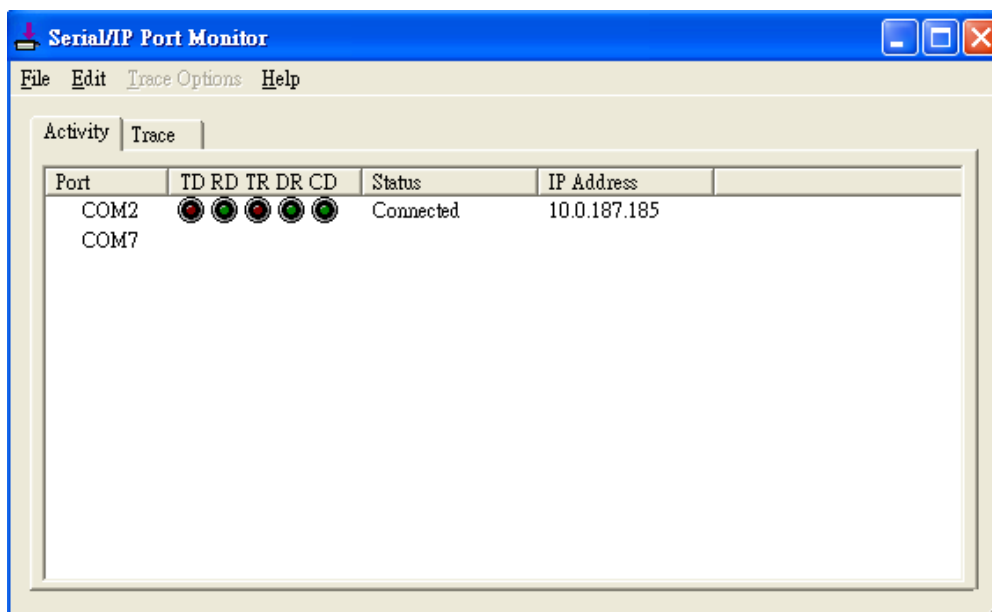 Serial/IP Port Monitor
File Edit Trace Options Help
Activity Trace
Port TD RD TR DR CD Status IP Address
COM2 Connected 10.0.187.185
COM7